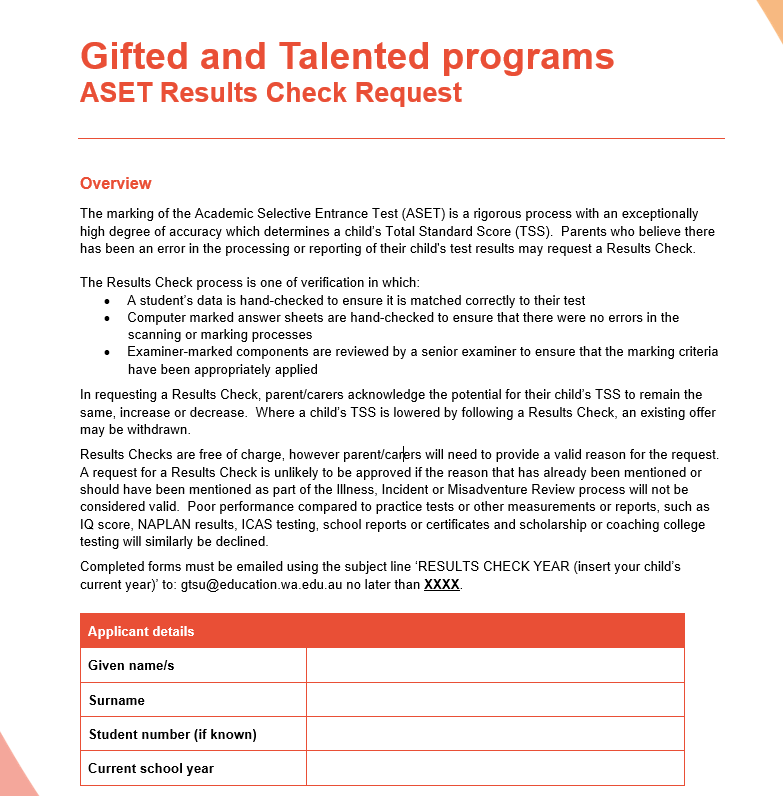 Gifted and Talented programs
ASET Results Check Request
Overview
The marking of the Academic Selective Entrance Test (ASET) is a rigorous process with an exceptionally
high degree of accuracy which determines a child's Total Standard Score (TSS).  Parents who believe there
has been an error in the processing or reporting of their child's test results may request a Results Check.
The Results Check process is one of verification in which:
• A student's data is hand-checked to ensure it is matched correctly to their test
• Computer marked answer sheets are hand-checked to ensure that there were no errors in the
scanning or marking processes
• Examiner-marked components are reviewed by a senior examiner to ensure that the marking criteria
have been appropriately applied
In requesting a Results Check, parent/carers acknowledge the potential for their child's TSS to remain the
same, increase or decrease.  Where a child's TSS is lowered by following a Results Check, an existing offer
may be withdrawn.
Results Checks are free of charge, however parent/carers will need to provide a valid reason for the request.
A request for a Results Check is unlikely to be approved if the reason that has already been mentioned or
should have been mentioned as part of the Illness, Incident or Misadventure Review process will not be
considered valid.  Poor performance compared to practice tests or other measurements or reports, such as
IQ score, NAPLAN results, ICAS testing, school reports or certificates and scholarship or coaching college
testing will similarly be declined.
Completed forms must be emailed using the subject line 'RESULTS CHECK YEAR (insert your child's
current year)' to: gtsu@education.wa.edu.au no later than XXXX.
Applicant details
Given name/s
Surname
Student number (if known)
Current school year